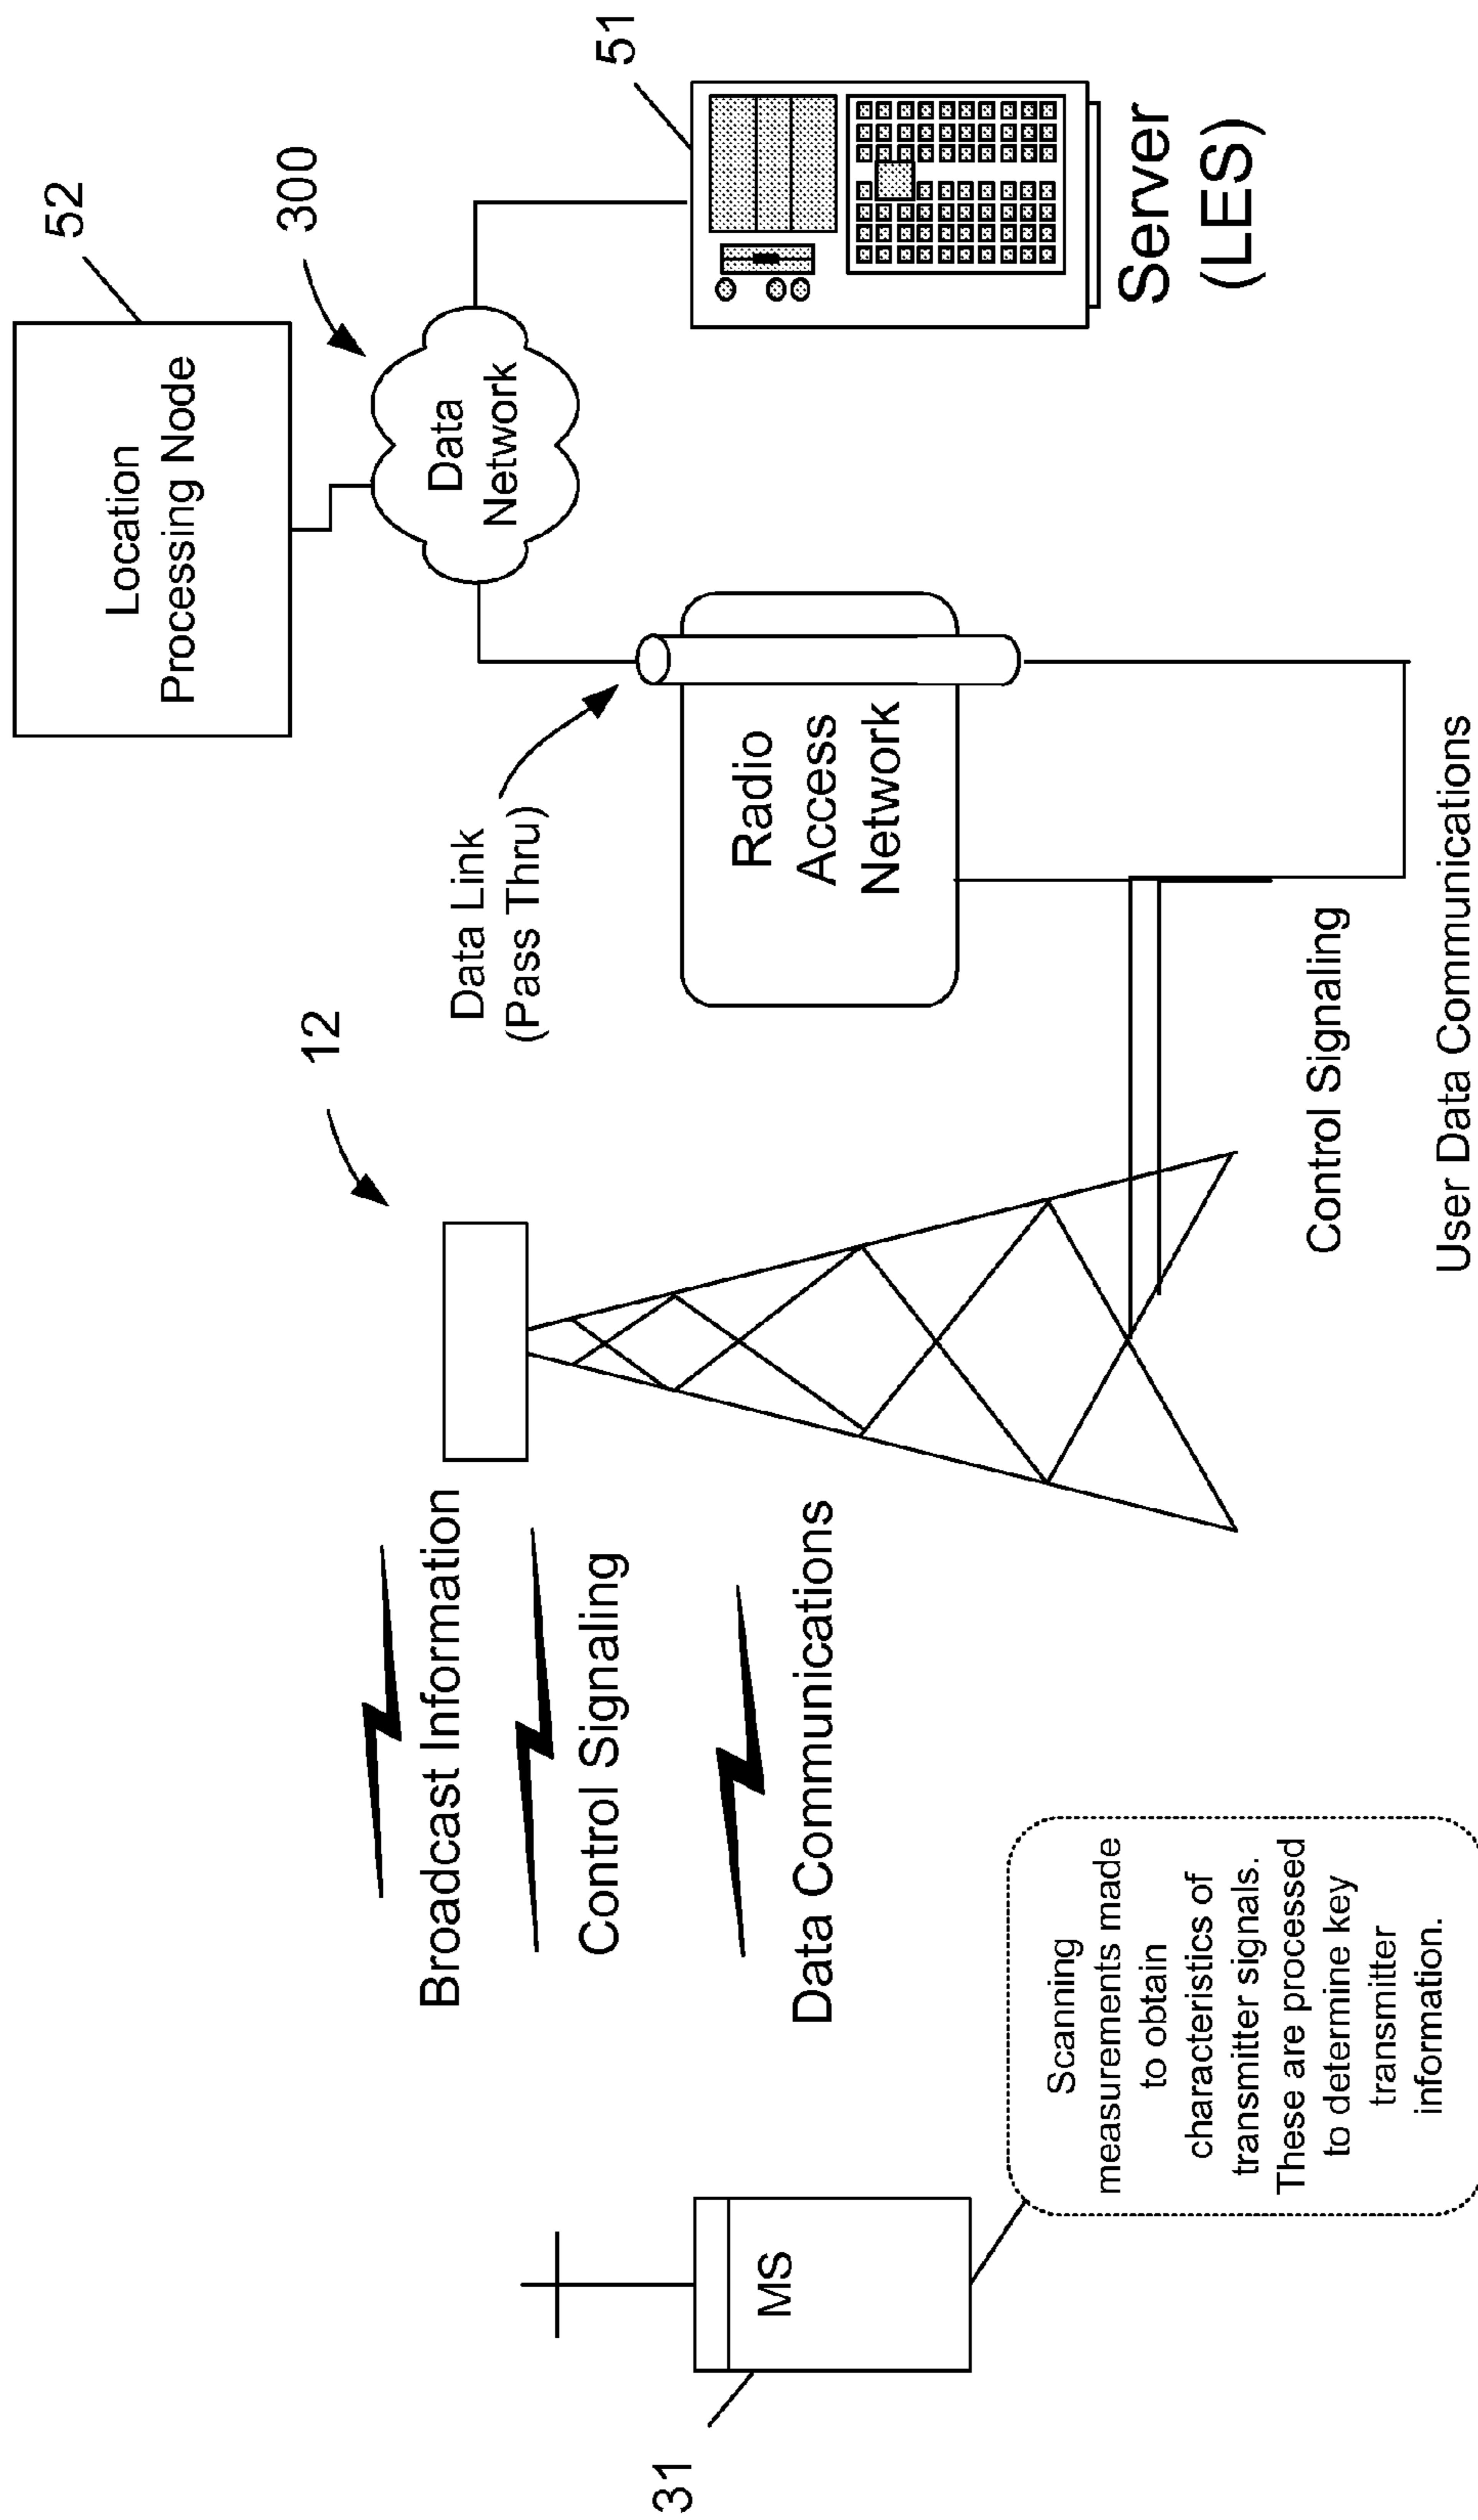 52
Location
Processing Node
300
Data
Network
51
Server
(LES)
Data Link
(Pass Thru)
Radio
Access
Network
12
Control Signaling
User Data Communications
Broadcast Information
Control Signaling
Data Communications
31
MS
Scanning
measurements made
to obtain
characteristics of
transmitter signals.
These are processed
to determine key
transmitter
information.